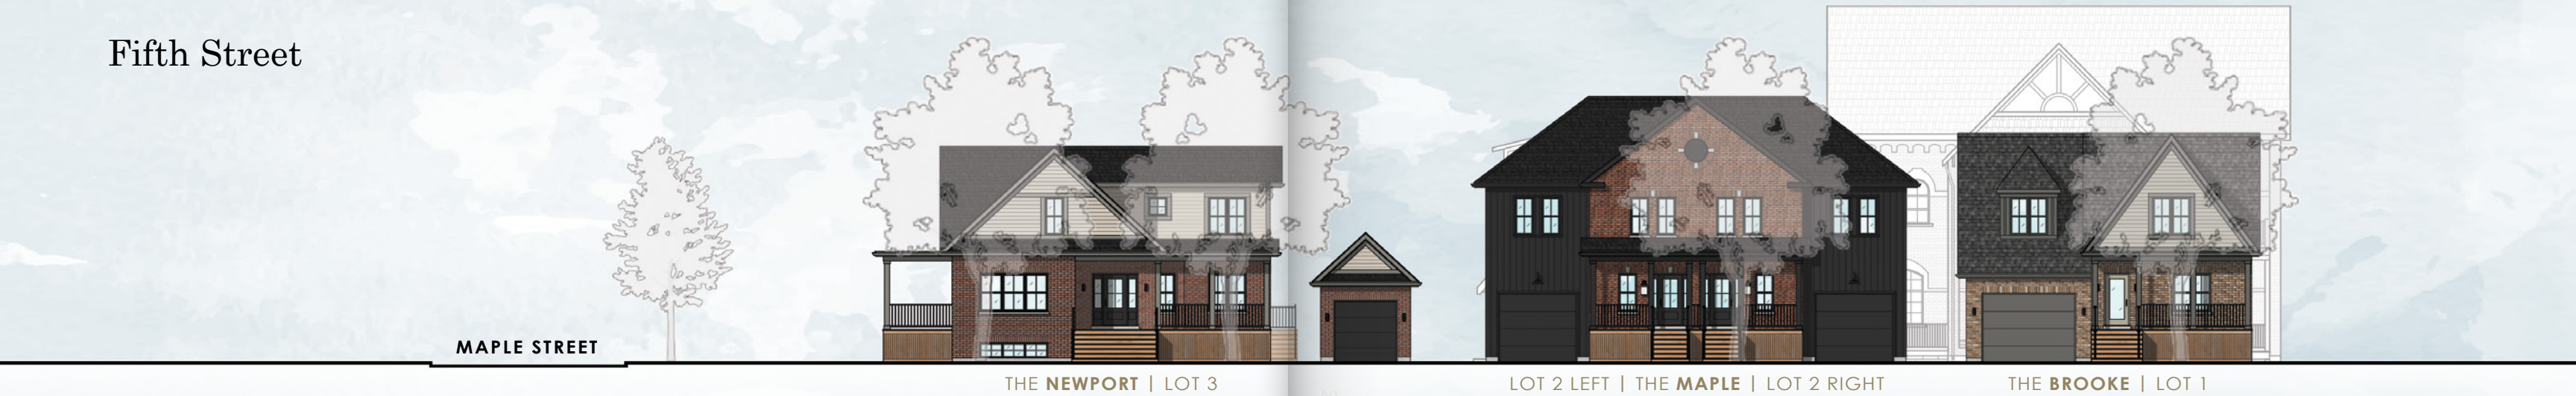 Fifth Street
MAPLE STREET
THE NEWPORT | LOT 3
LOT 2 LEFT | THE MAPLE | LOT 2 RIGHT
THE BROOKE | LOT 1